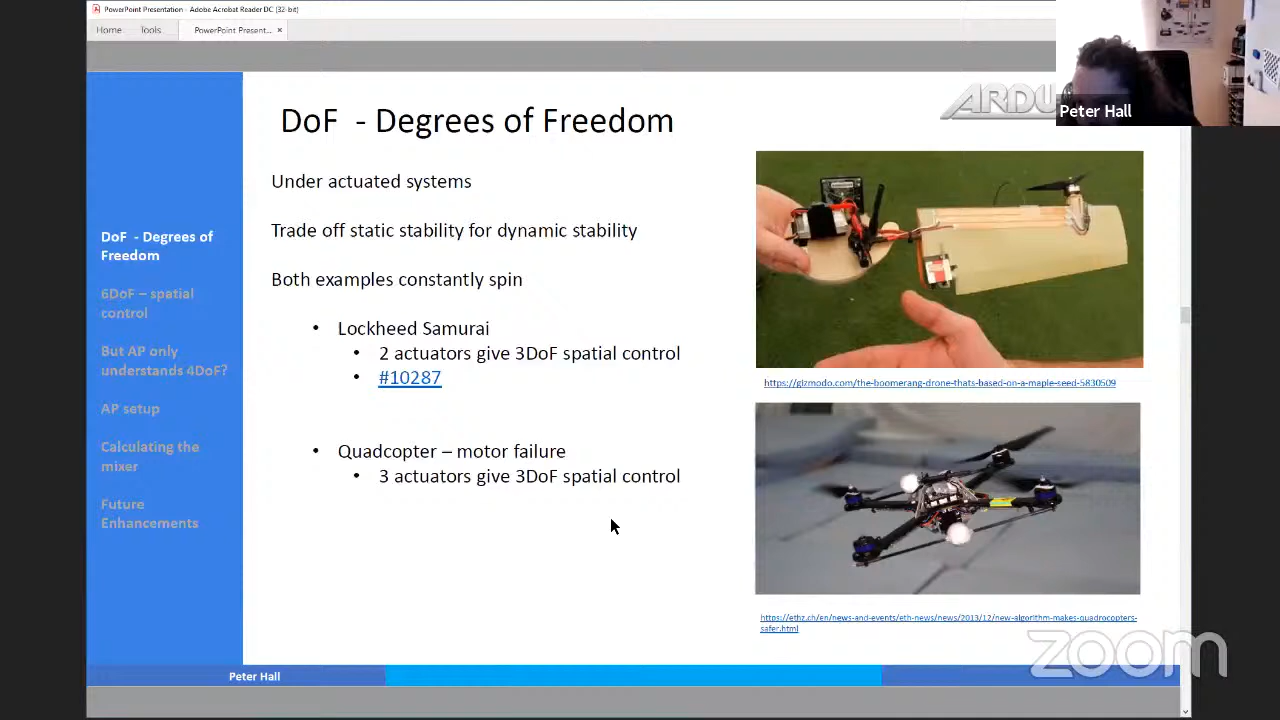 PowerPoint Presentation - Adobe Acrobat Reader DC (32-bit)
Home Tools PowerPoint Present... ×
Peter Hall
DoF - Degrees of Freedom
Under actuated systems
Trade off static stability for dynamic stability
Both examples constantly spin
• Lockheed Samurai
• 2 actuators give 3DoF spatial control
• #10287
• Quadcopter – motor failure
• 3 actuators give 3DoF spatial control
DoF - Degrees of
Freedom
6DoF – spatial
control
But AP only
understands 4DoF?
AP setup
Calculating the
mixer
Future
Enhancements
ARDU
https://gizmodo.com/the-boomerang-drone-thats-based-on-a-maple-seed-5830509
https://ethz.ch/en/news-and-events/eth-news/news/2013/12/new-algorithm-makes-quadrocopters-
safer.html
Peter Hall
zoom